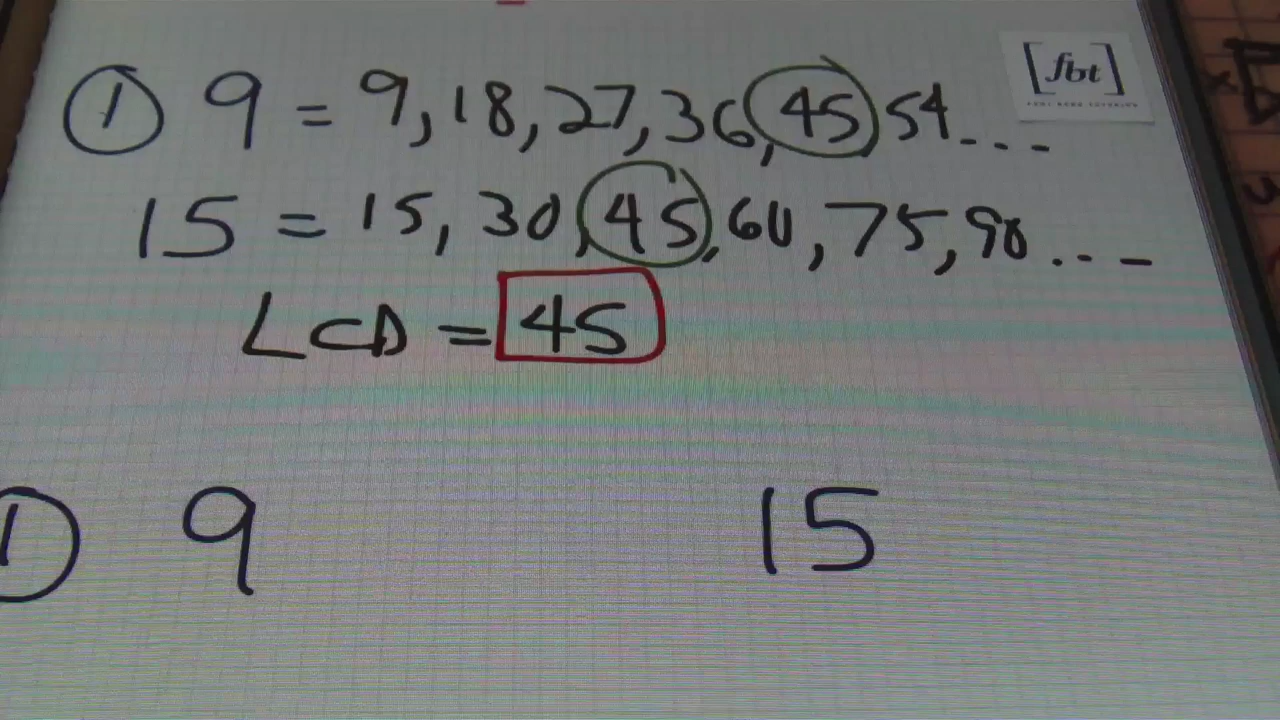 ① 9 = 9, 18, 27, 36, 45 54 ...
[fbt]
15 = 15, 30, 45, 60, 75, 90 ...
LCD = 45
① 9 15